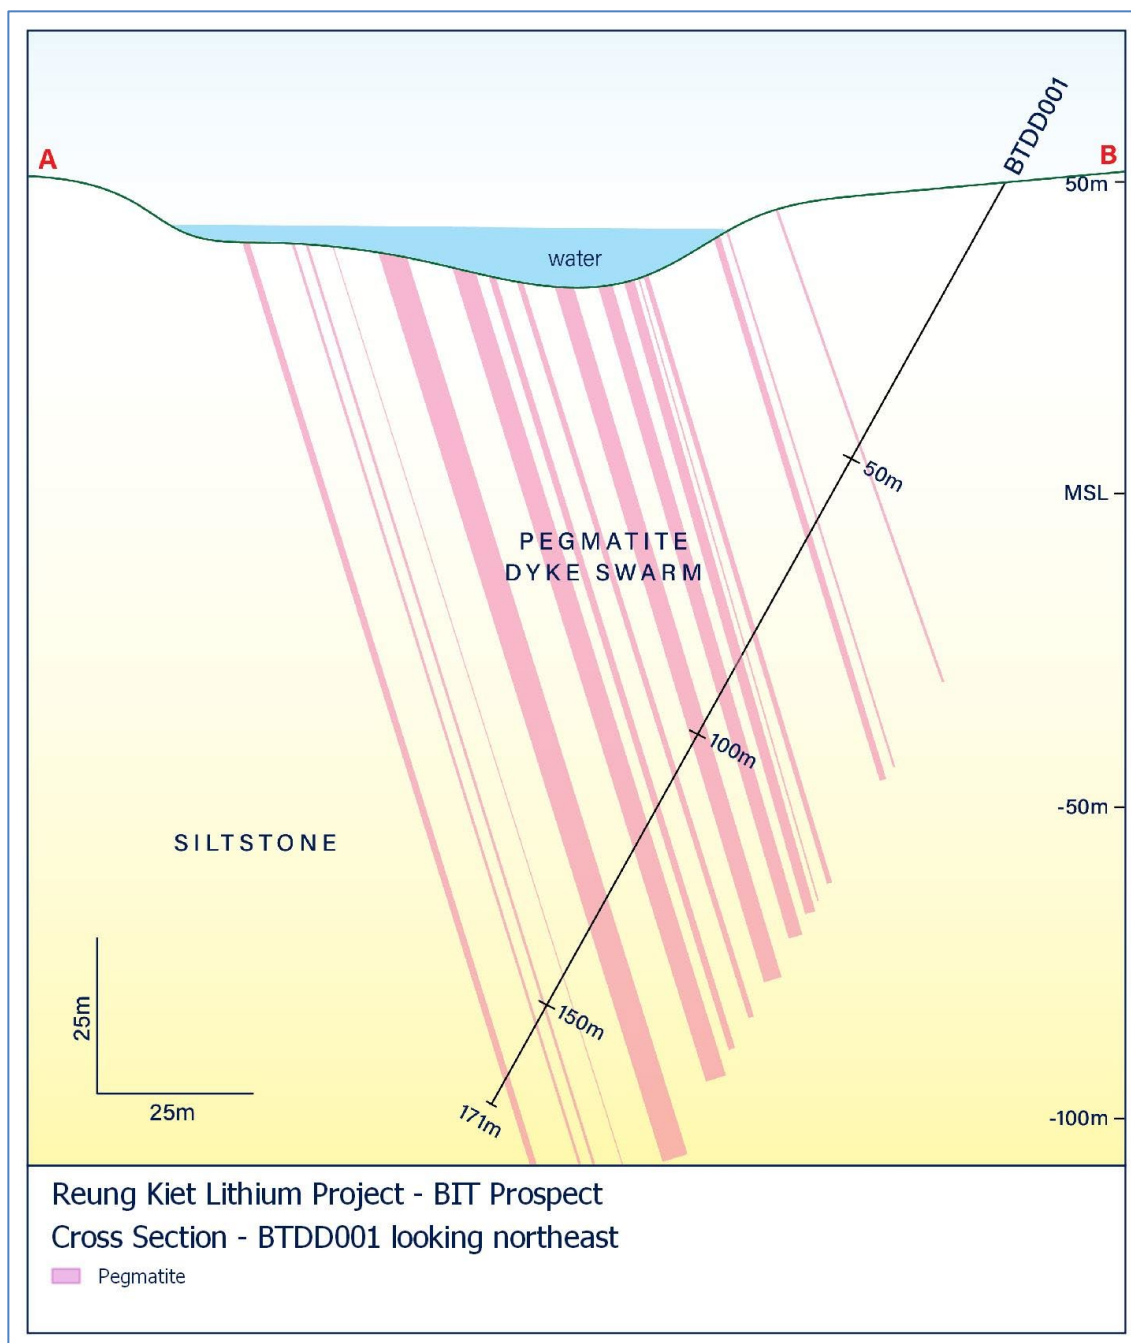 BTDD001
A
B
50m
water
50m
MSL
PEGMATITE
DYKE SWARM
100m
-50m
SILTSTONE
150m
25m
25m
171m
-100m
Reung Kiet Lithium Project - BIT Prospect
Cross Section - BTDD001 looking northeast
Pegmatite